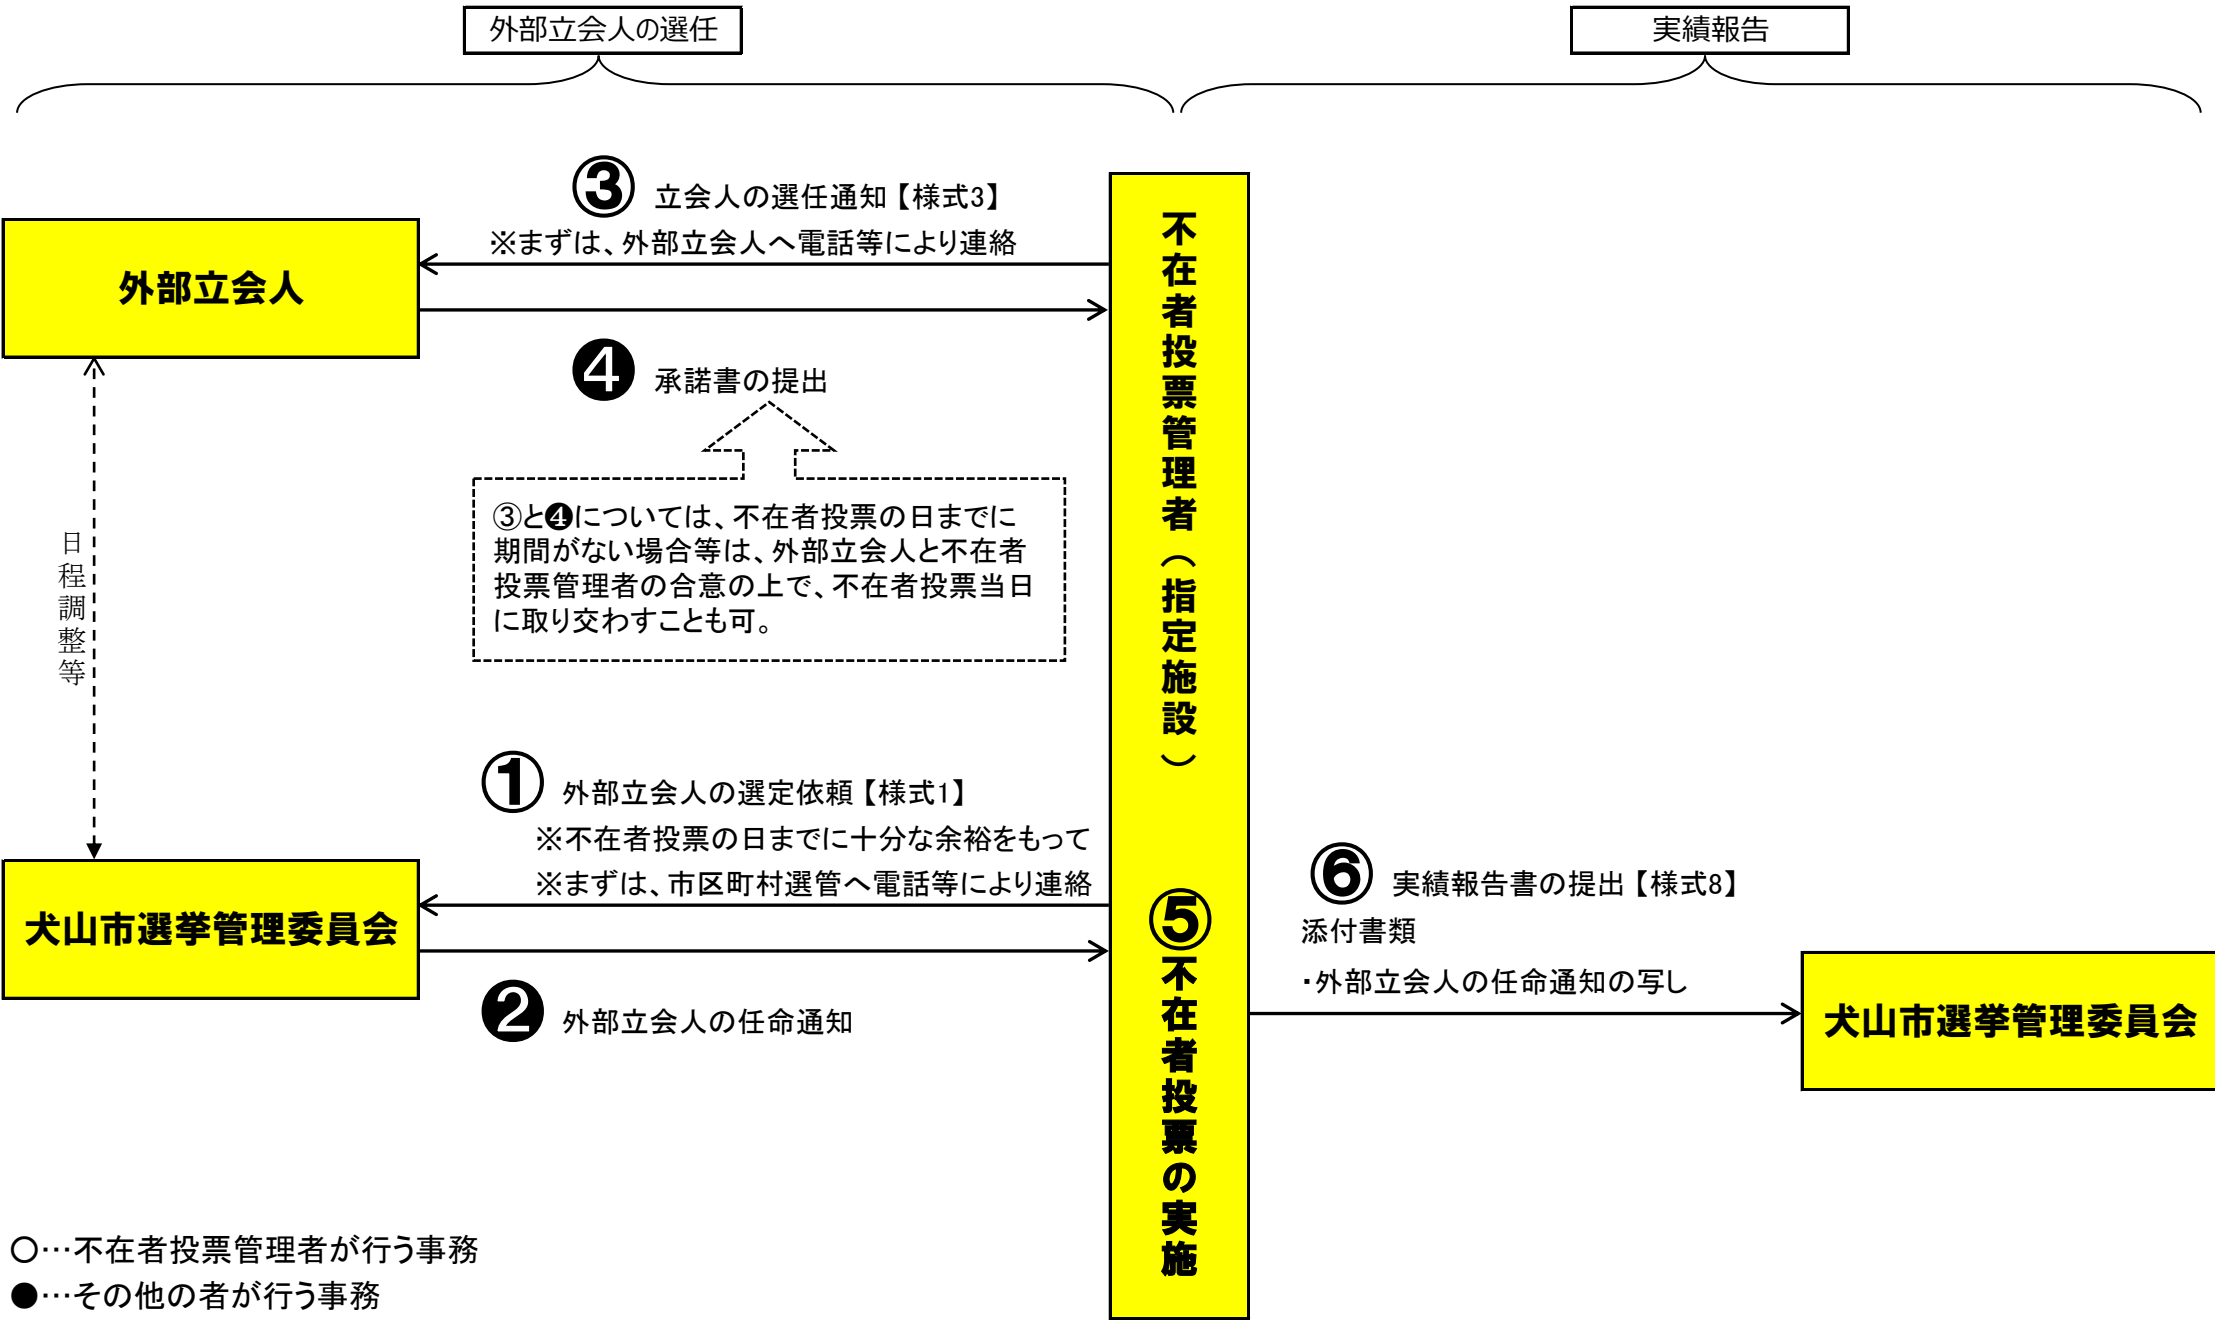 外部立会人の選任
実績報告
③ 立会人の選任通知【様式3】
※まずは、外部立会人へ電話等により連絡
外部立会人
❹ 承諾書の提出
③と❹については、不在者投票の日までに
期間がない場合等は、外部立会人と不在者
投票管理者の合意の上で、不在者投票当日
に取り交わすことも可。
日程調整等
① 外部立会人の選定依頼【様式1】
※不在者投票の日までに十分な余裕をもって
※まずは、市区町村選管へ電話等により連絡
犬山市選挙管理委員会
❷ 外部立会人の任命通知
不在者投票管理者（指定施設）
⑤不在者投票の実施
⑥ 実績報告書の提出【様式8】
添付書類
・外部立会人の任命通知の写し
犬山市選挙管理委員会
○…不在者投票管理者が行う事務
●…その他の者が行う事務